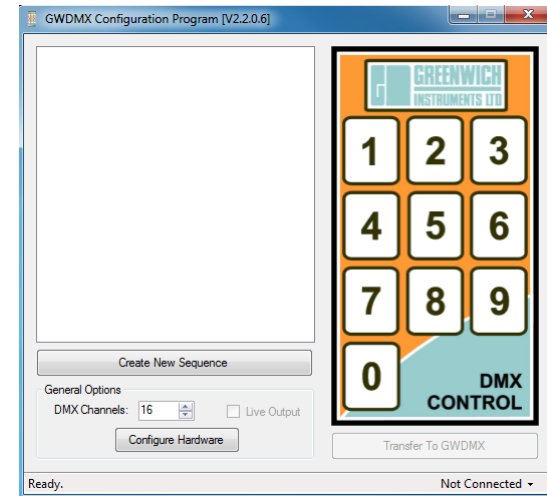 GWDMX Configuration Program [V2.2.0.6]
GREENWICH
INSTRUMENTS LTD
1 2 3
4 5 6
7 8 9
0
DMX
CONTROL
Create New Sequence
General Options
DMX Channels: 16 Live Output
Configure Hardware
Transfer To GWDMX
Ready. Not Connected